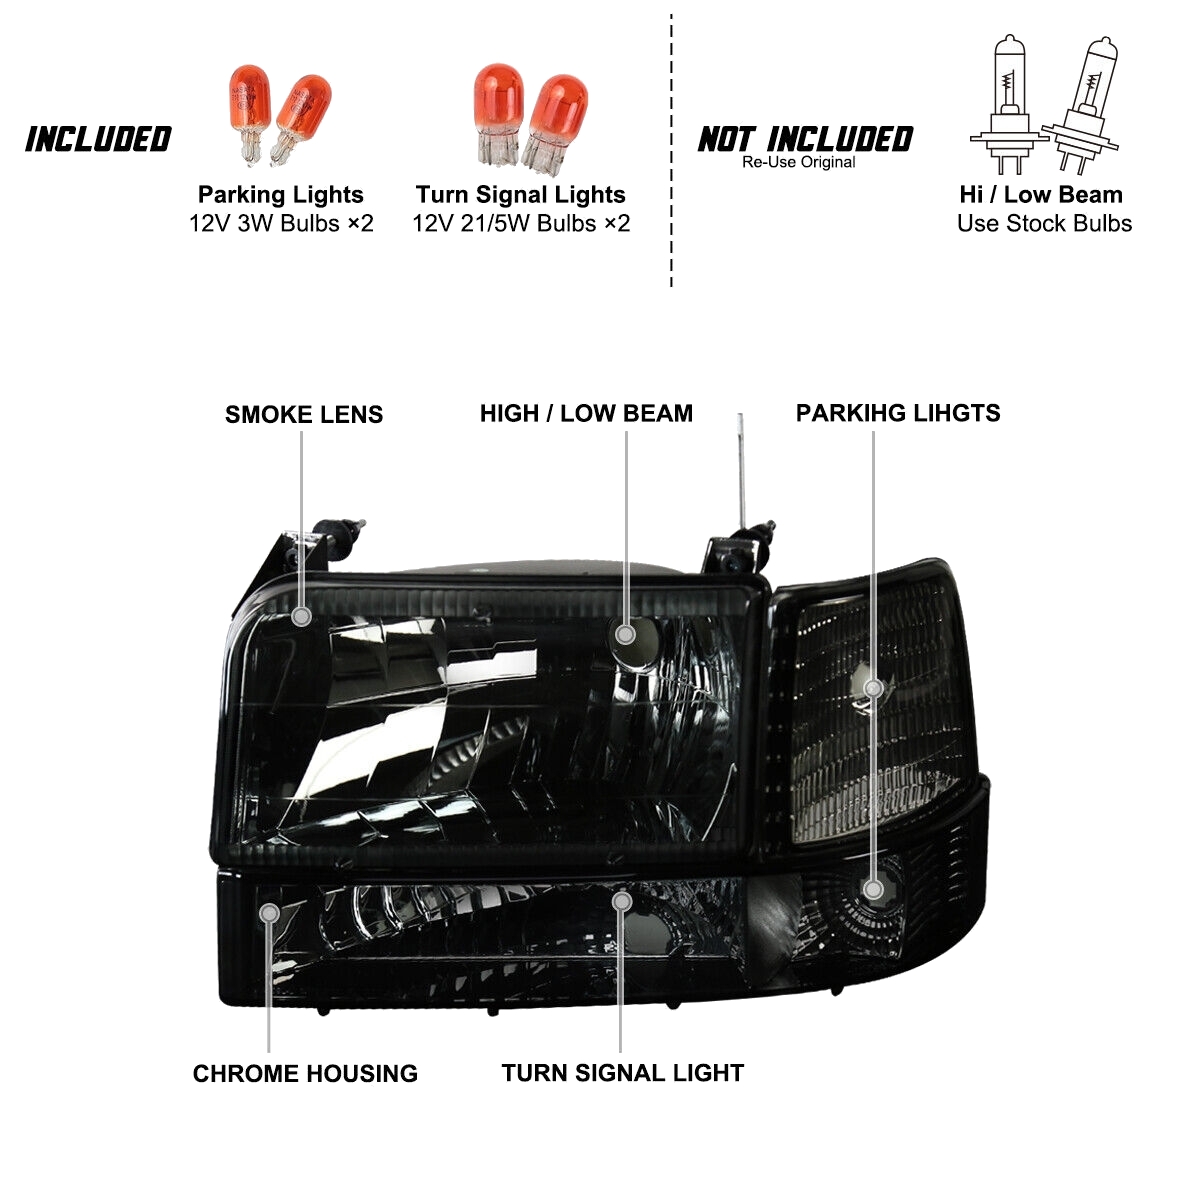 INCLUDED
Parking Lights
12V 3W Bulbs ×2
Turn Signal Lights
12V 21/5W Bulbs ×2
NOT INCLUDED
Re-Use Original
Hi / Low Beam
Use Stock Bulbs
SMOKE LENS
HIGH / LOW BEAM
PARKIHG LIHGTS
CHROME HOUSING
TURN SIGNAL LIGHT